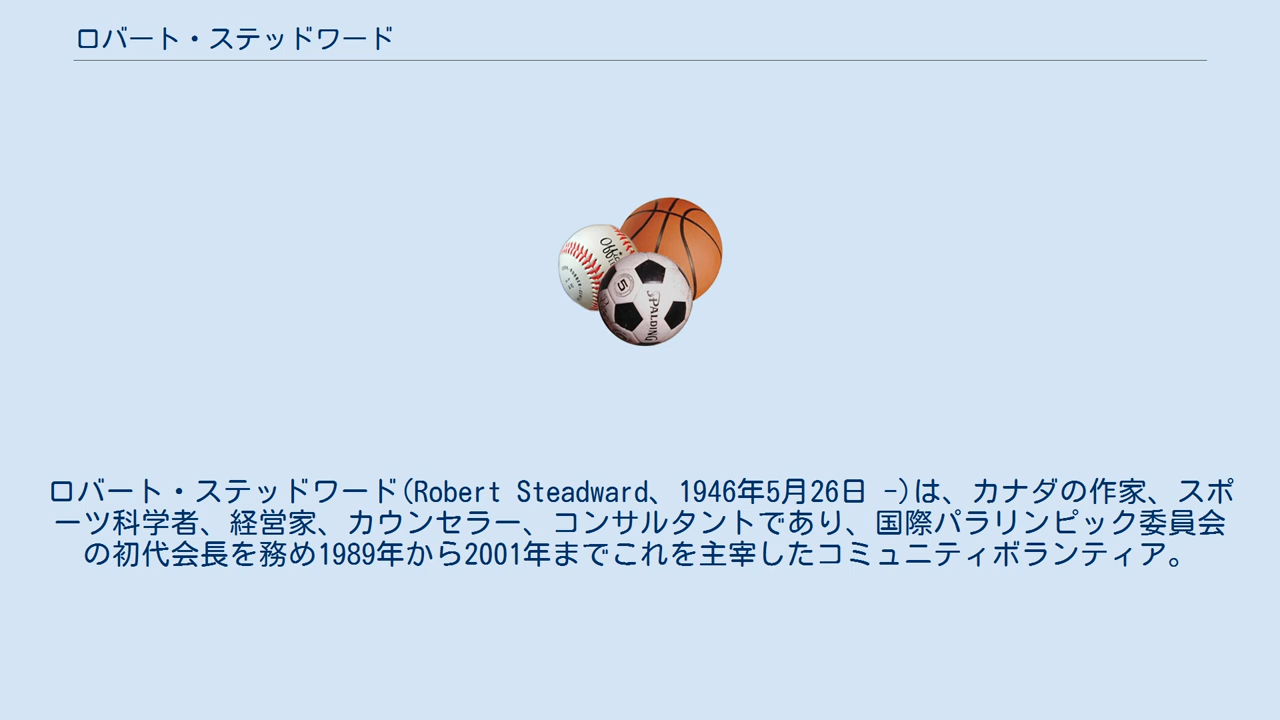 ロバート・ステッドワード
Official
5
SPALDING
ロバート・ステッドワード(Robert Steadward、1946年5月26日 -)は、カナダの作家、スポ
ーツ科学者、経営家、カウンセラー、コンサルタントであり、国際パラリンピック委員会
の初代会長を務め1989年から2001年までこれを主宰したコミュニティボランティア。